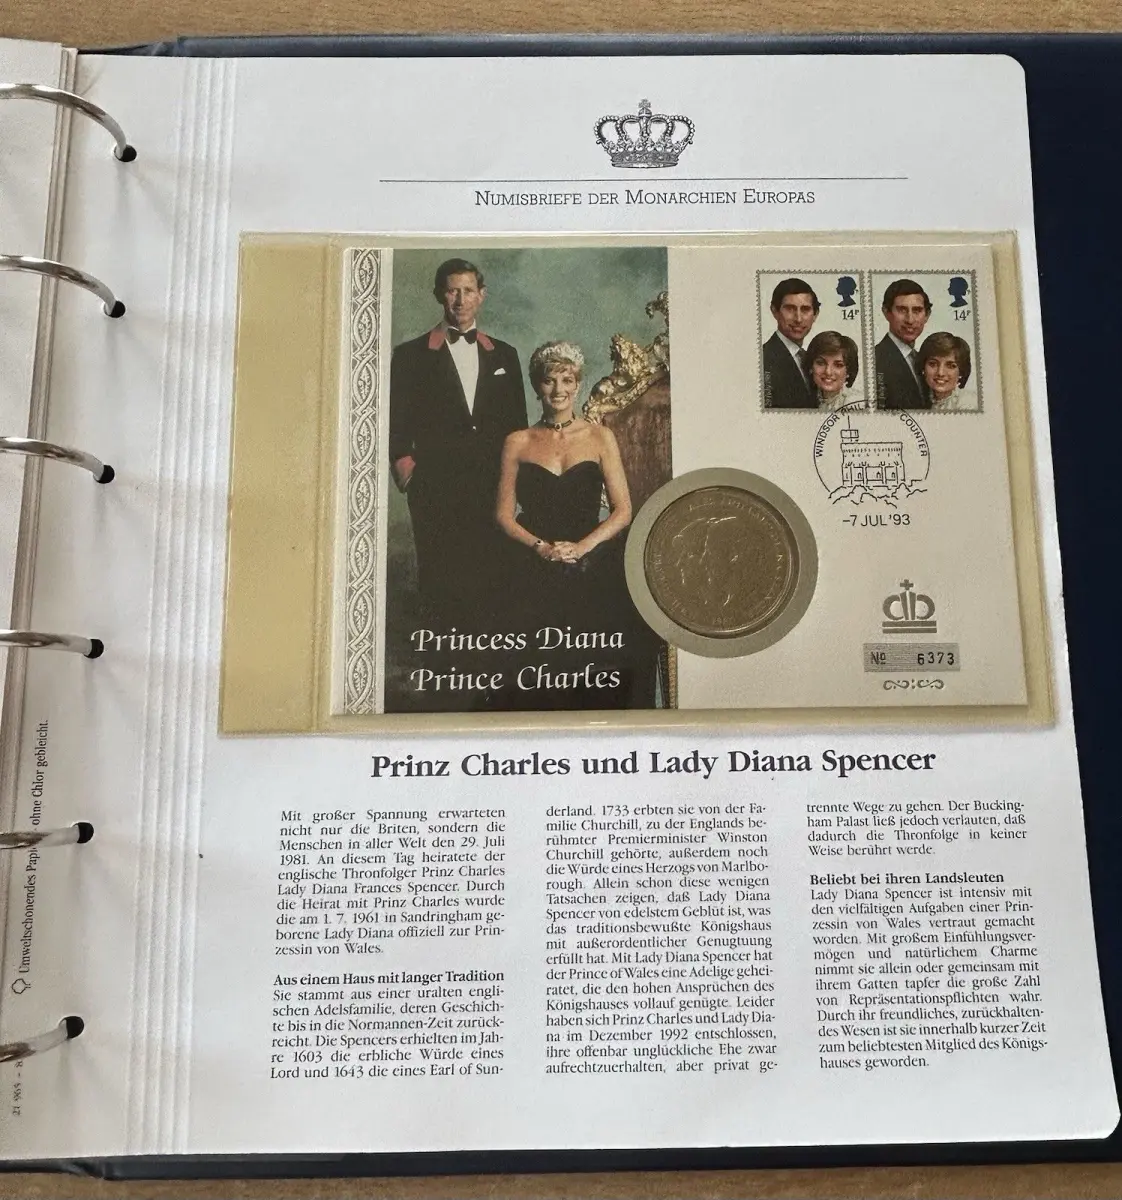 NUMISBRIEFE DER MONARCHIEN EUROPAS
14P
14P
WINDSOR PHIL COUNTER
-7 JUL '93
Princess Diana
Prince Charles
Nº 6373
Prinz Charles und Lady Diana Spencer
Mit großer Spannung erwarteten
nicht nur die Briten, sondern die
Menschen in aller Welt den 29. Juli
1981. An diesem Tag heiratete der
englische Thronfolger Prinz Charles
Lady Diana Frances Spencer. Durch
die Heirat mit Prinz Charles wurde
die am 1. 7. 1961 in Sandringham ge-
borene Lady Diana offiziell zur Prin-
zessin von Wales.
Aus einem Haus mit langer Tradition
Sie stammt aus einer uralten engli-
schen Adelsfamilie, deren Geschich-
te bis in die Normannen-Zeit zurück-
reicht. Die Spencers erhielten im Jah-
re 1603 die erbliche Würde eines
Lord und 1643 die eines Earl of Sun-
derland. 1733 erbten sie von der Fa-
milie Churchill, zu der Englands be-
rühmter Premierminister Winston
Churchill gehörte, außerdem noch
die Würde eines Herzogs von Marlbo-
rough. Allein schon diese wenigen
Tatsachen zeigen, daß Lady Diana
Spencer von edelstem Geblüt ist, was
das traditionsbewußte Königshaus
mit außerordentlicher Genugtuung
erfüllt hat. Mit Lady Diana Spencer hat
der Prince of Wales eine Adelige gehei-
ratet, die den hohen Ansprüchen des
Königshauses vollauf genügte. Leider
haben sich Prinz Charles und Lady Dia-
na im Dezember 1992 entschlossen,
ihre offenbar unglückliche Ehe zwar
aufrechtzuerhalten, aber privat ge-
trennte Wege zu gehen. Der Bucking-
ham Palast ließ jedoch verlauten, daß
dadurch die Thronfolge in keiner
Weise berührt werde.
Beliebt bei ihren Landsleuten
Lady Diana Spencer ist intensiv mit
den vielfältigen Aufgaben einer Prin-
zessin von Wales vertraut gemacht
worden. Mit großem Einfühlungsver-
mögen und natürlichem Charme
nimmt sie allein oder gemeinsam mit
ihrem Gatten tapfer die große Zahl
von Repräsentationspflichten wahr.
Durch ihr freundliches, zurückhalten-
des Wesen ist sie innerhalb kurzer Zeit
zum beliebtesten Mitglied des Königs-
hauses geworden.
Umweltschonendes Papi ohne Chlor gebleicht.